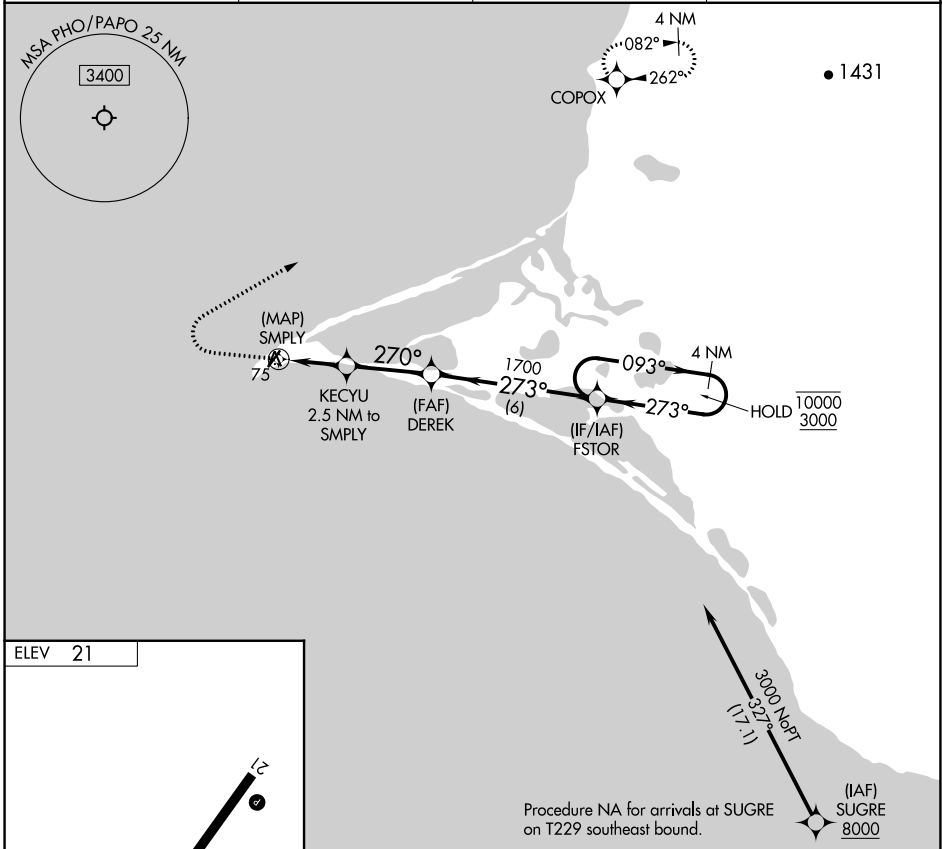 MSA PHO/PAPO 25 NM
3400
4 NM
082°
262°
COPOX
1431
(MAP)
SMPLY
75
270°
KECYU
2.5 NM to
SMPLY
(FAF)
DEREK
1700
273°
(6)
(IF/IAF)
FSTOR
093°
4 NM
273°
HOLD
10000
3000
3000 NoPT
327°
(17.1)
(IAF)
SUGRE
8000
Procedure NA for arrivals at SUGRE
on T229 southeast bound.
ELEV 21
21
P